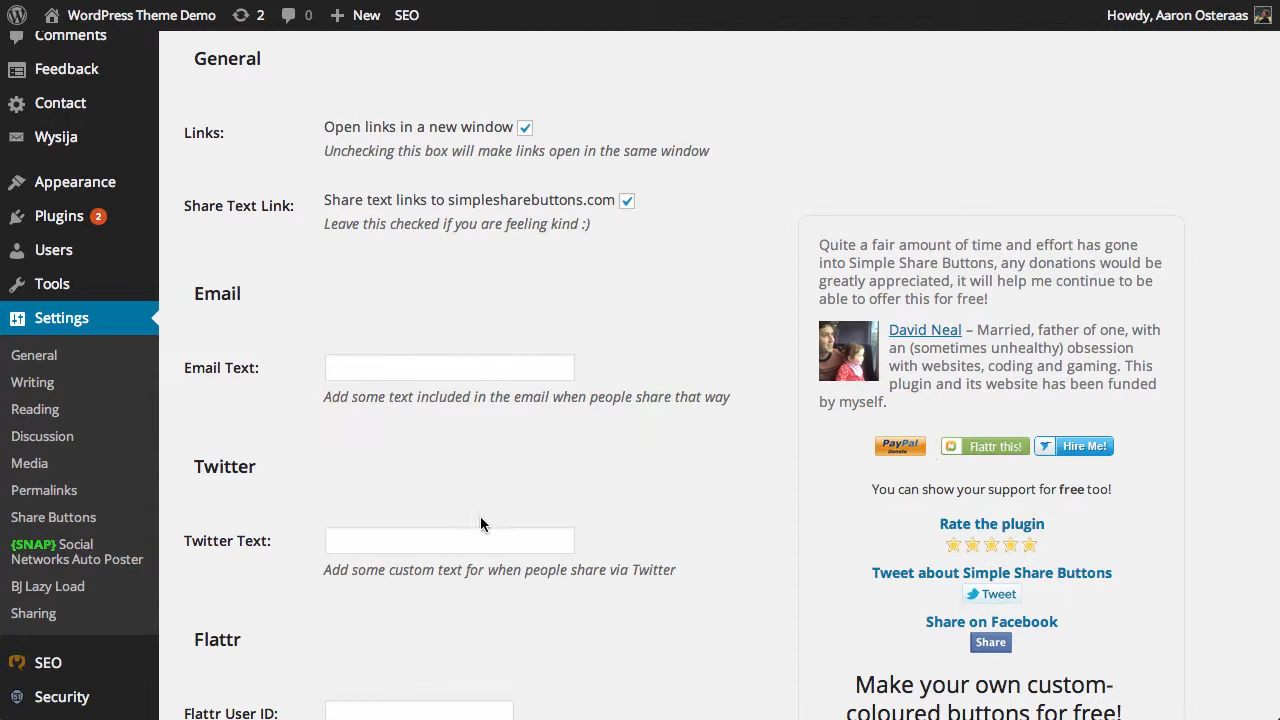 WordPress Theme Demo 2 0 New SEO Howdy, Aaron Osteraas
Comments
Feedback
Contact
Wysija
Appearance
Plugins 2
Users
Tools
Settings
General
Writing
Reading
Discussion
Media
Permalinks
Share Buttons
{SNAP} Social
Networks Auto Poster
BJ Lazy Load
Sharing
SEO
Security
General
Links: Open links in a new window
Unchecking this box will make links open in the same window
Share Text Link: Share text links to simplesharebuttons.com
Leave this checked if you are feeling kind :)
Email
Email Text:
Add some text included in the email when people share that way
Twitter
Twitter Text:
Add some custom text for when people share via Twitter
Flattr
Flattr User ID:
Quite a fair amount of time and effort has gone
into Simple Share Buttons, any donations would be
greatly appreciated, it will help me continue to be
able to offer this for free!
David Neal – Married, father of one, with
an (sometimes unhealthy) obsession
with websites, coding and gaming. This
plugin and its website has been funded
by myself.
PayPal Donate Flattr this! Hire Me!
You can show your support for free too!
Rate the plugin
Tweet about Simple Share Buttons
Tweet
Share on Facebook
Share
Make your own custom-
coloured buttons for free!